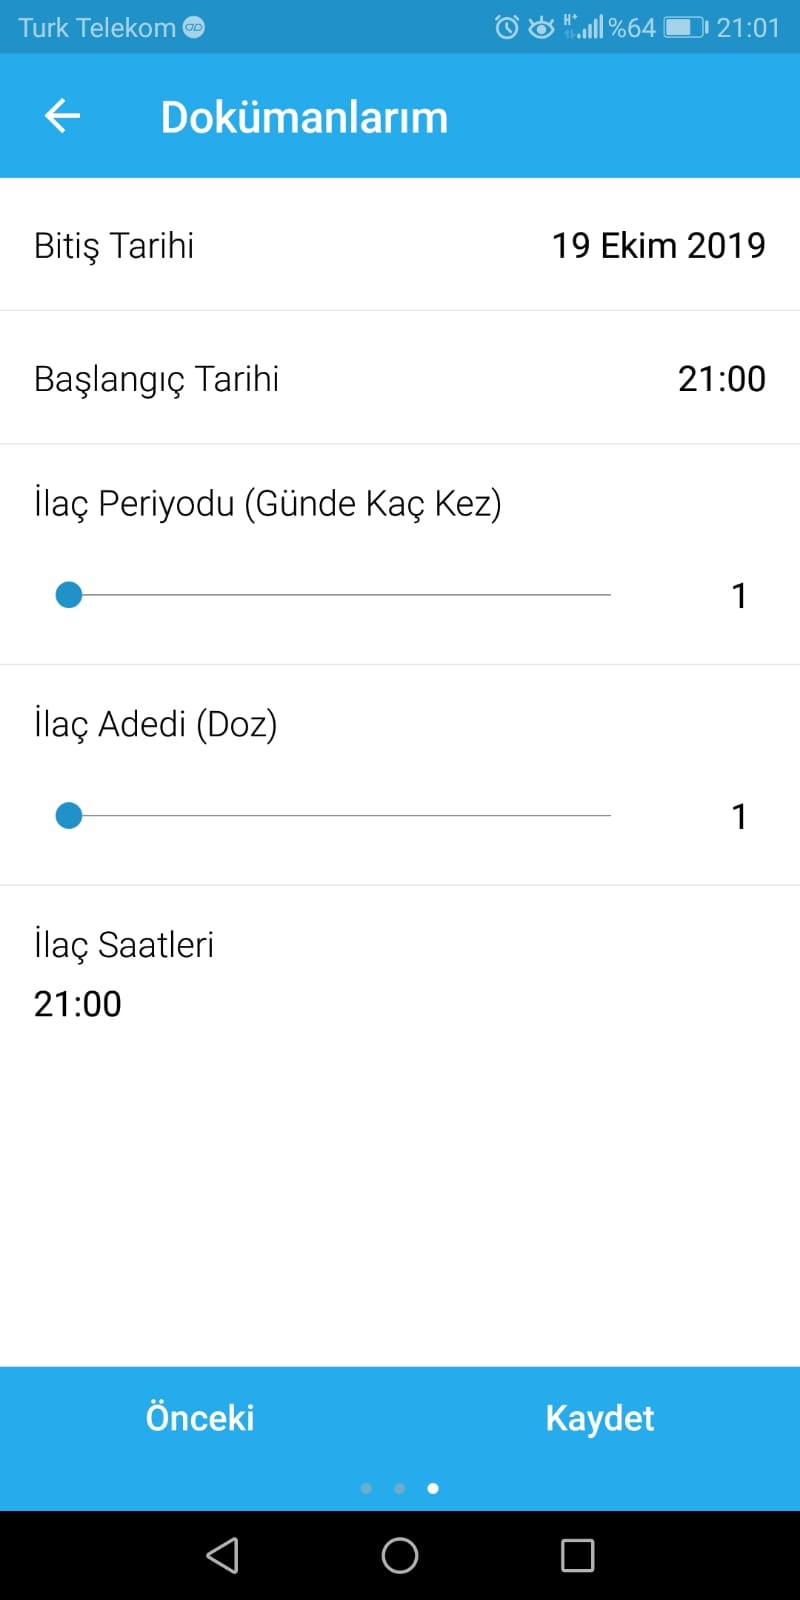 Turk Telekom %64 21:01
Dokümanlarım
Bitiş Tarihi 19 Ekim 2019
Başlangıç Tarihi 21:00
İlaç Periyodu (Günde Kaç Kez)
1
İlaç Adedi (Doz)
1
İlaç Saatleri
21:00
Önceki Kaydet